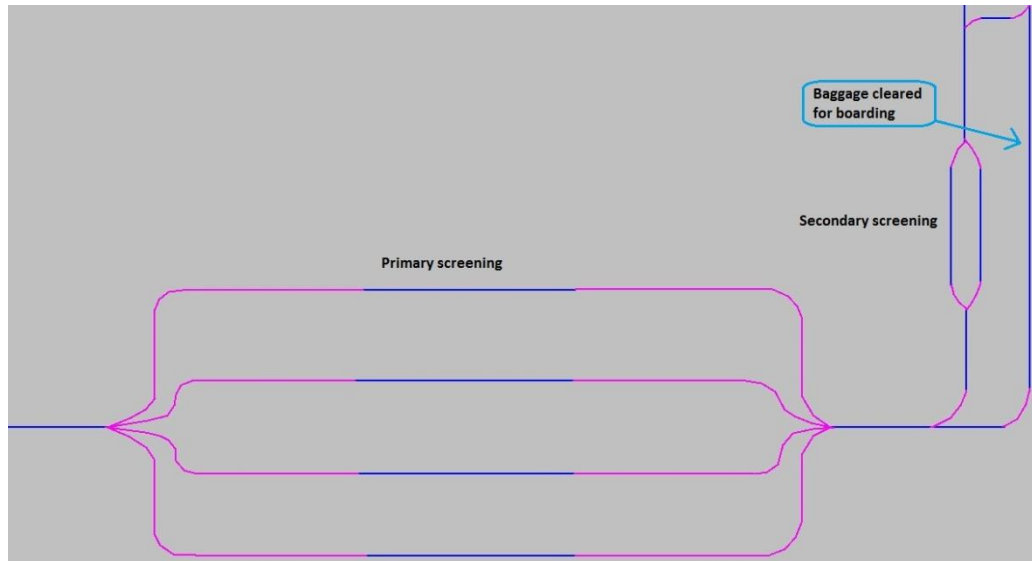 Baggage cleared
for boarding
Secondary screening
Primary screening